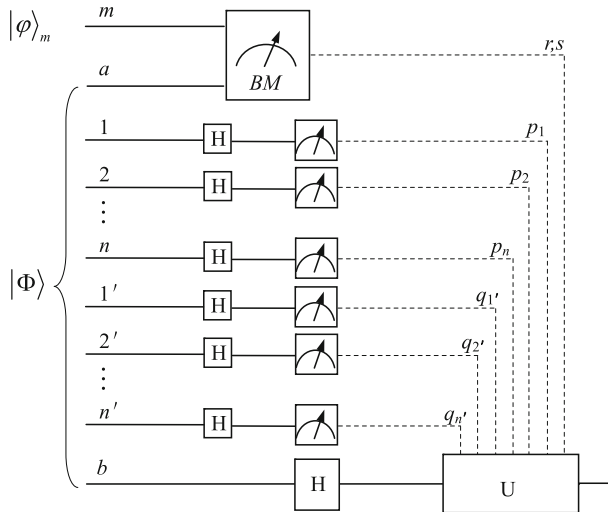 |φ⟩m m
BM
r,s
a
1 H p1
2 H p2
⋮
n H pn
|Φ⟩
1′ H q1′
2′ H q2′
⋮
n′ H qn′
b H U